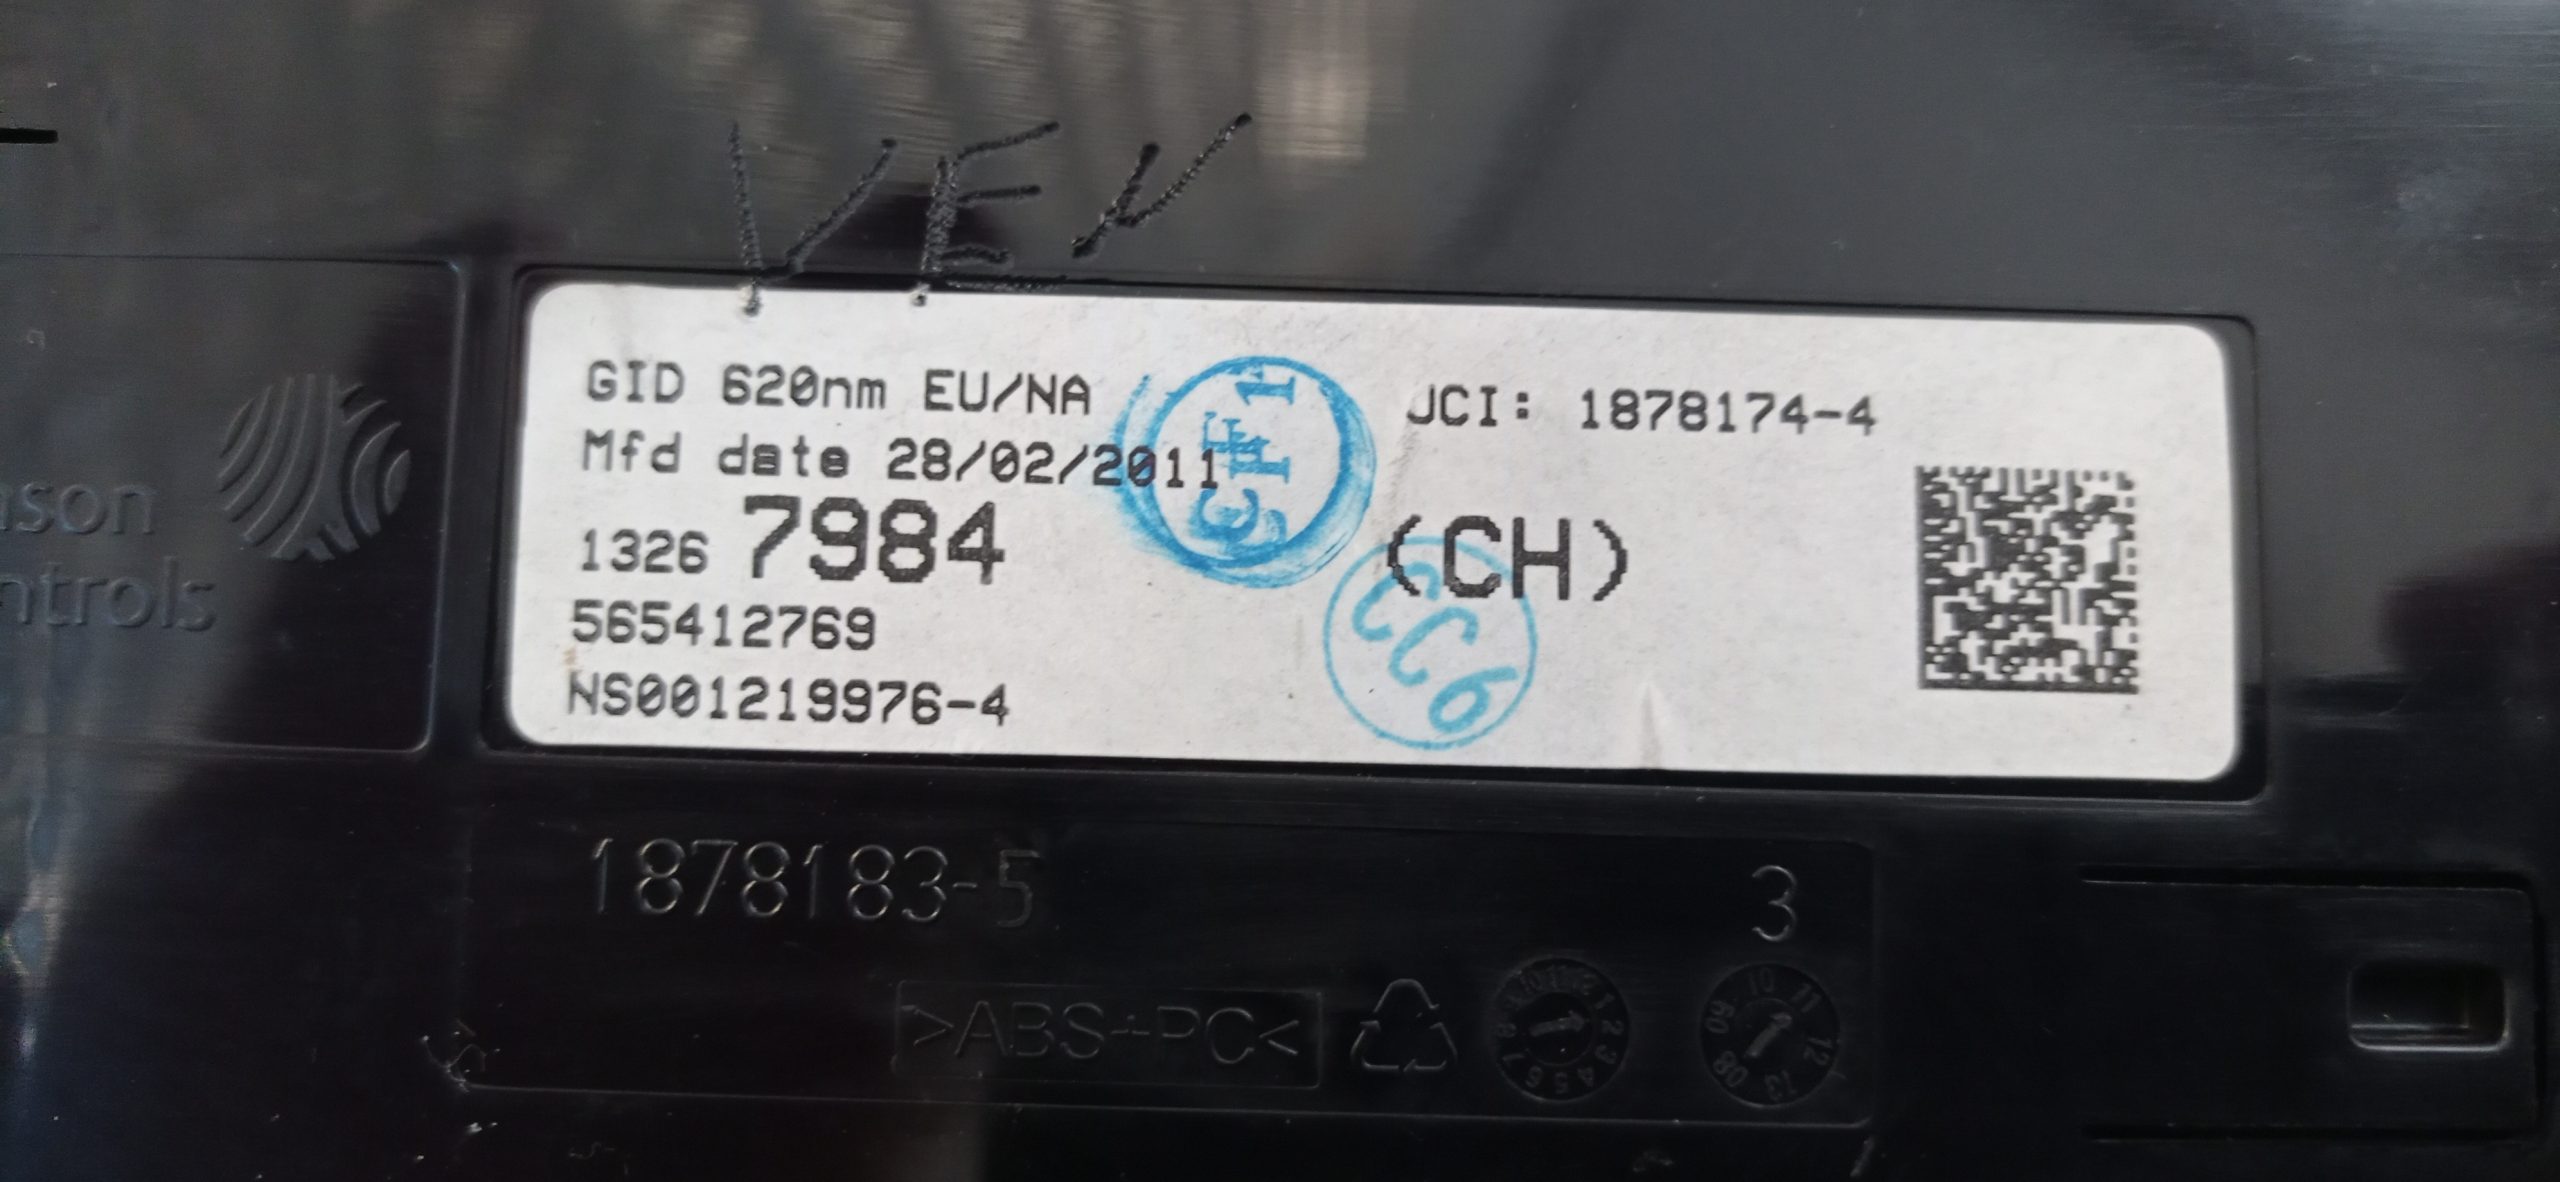 VEN
GID 620nm EU/NA
JCI: 1878174-4
Mfd date 28/02/2011
1326 7984
(CH)
CC6
565412769
NS001219976-4
nson
ntrols
1878183-5
3
>ABS+PC<